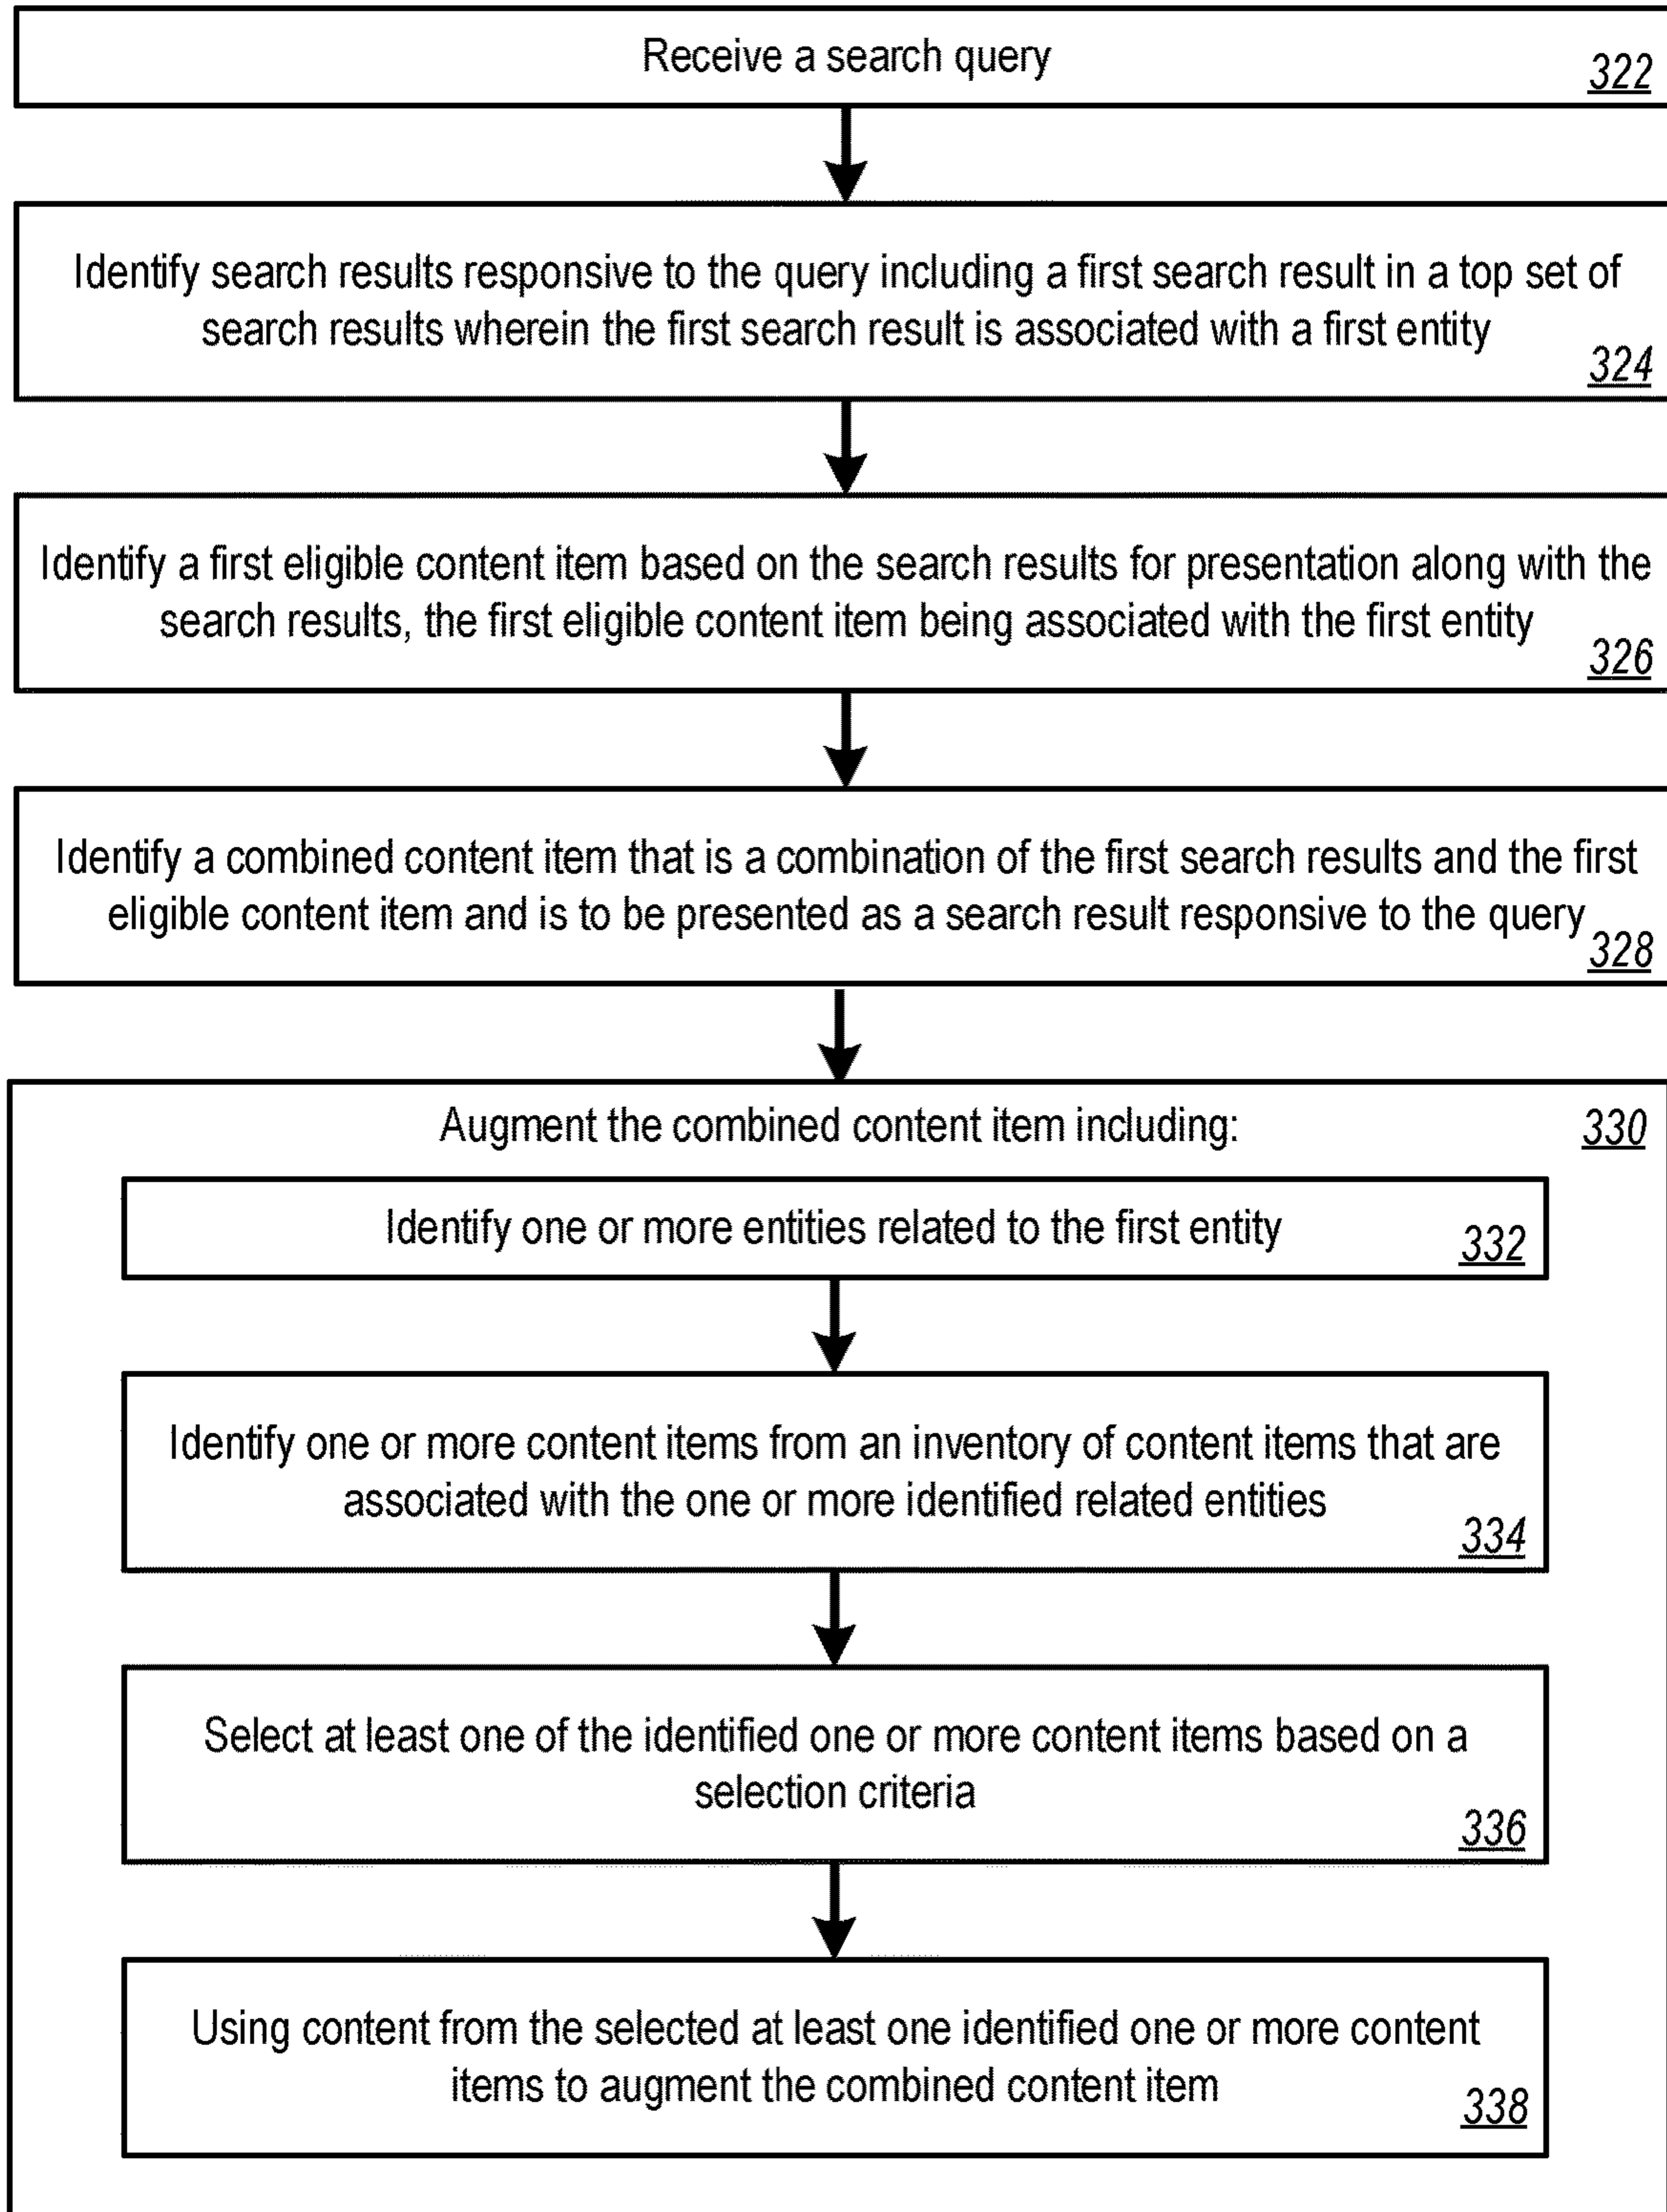 Receive a search query
322
Identify search results responsive to the query including a first search result in a top set of
search results wherein the first search result is associated with a first entity
324
Identify a first eligible content item based on the search results for presentation along with the
search results, the first eligible content item being associated with the first entity
326
Identify a combined content item that is a combination of the first search results and the first
eligible content item and is to be presented as a search result responsive to the query
328
Augment the combined content item including:
330
Identify one or more entities related to the first entity
332
Identify one or more content items from an inventory of content items that are
associated with the one or more identified related entities
334
Select at least one of the identified one or more content items based on a
selection criteria
336
Using content from the selected at least one identified one or more content
items to augment the combined content item
338